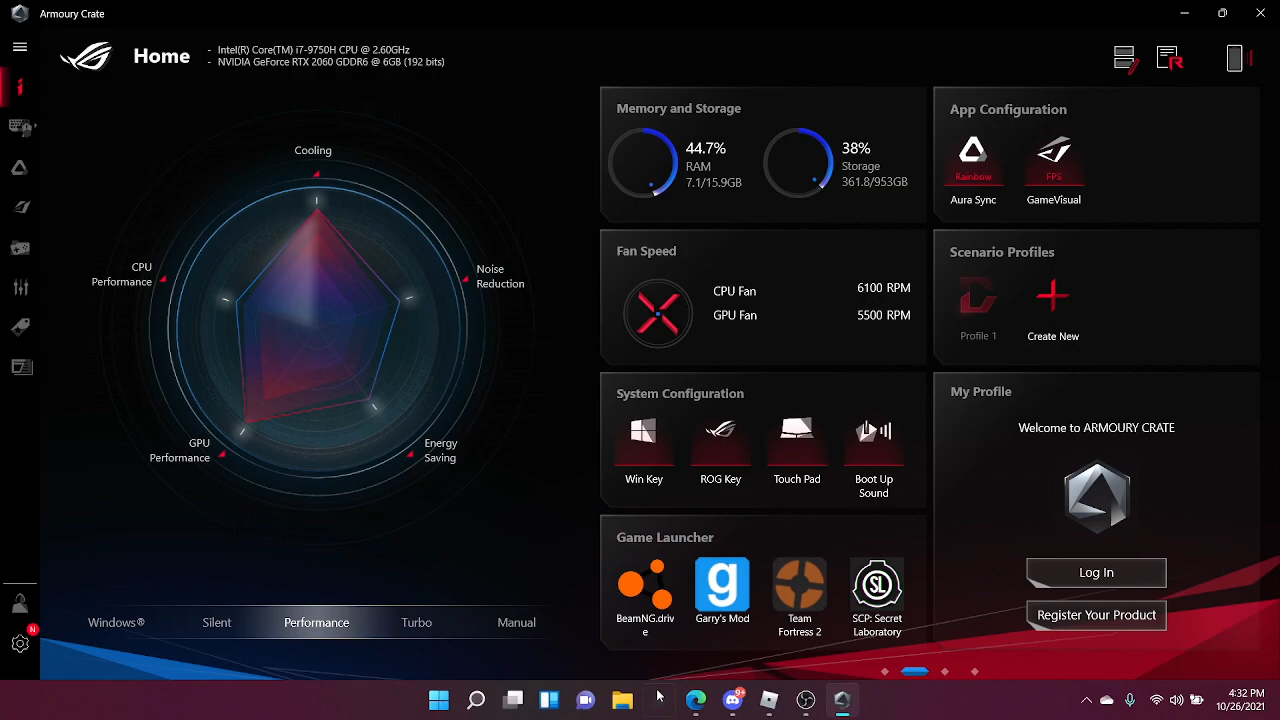 Armoury Crate
Home
- Intel(R) Core(TM) i7-9750H CPU @ 2.60GHz
- NVIDIA GeForce RTX 2060 GDDR6 @ 6GB (192 bits)
Cooling
CPU
Performance
Noise
Reduction
GPU
Performance
Energy
Saving
Windows®
Silent
Performance
Turbo
Manual
Memory and Storage
44.7%
RAM
7.1/15.9GB
38%
Storage
361.8/953GB
App Configuration
Rainbow
Aura Sync
FPS
GameVisual
Fan Speed
CPU Fan 6100 RPM
GPU Fan 5500 RPM
Scenario Profiles
Profile 1
Create New
System Configuration
Win Key
ROG Key
Touch Pad
Boot Up
Sound
My Profile
Welcome to ARMOURY CRATE
Log In
Register Your Product
Game Launcher
BeamNG.driv
e
g
Garry's Mod
Team
Fortress 2
SL
SCP: Secret
Laboratory
N
9+
4:32 PM
10/26/2021